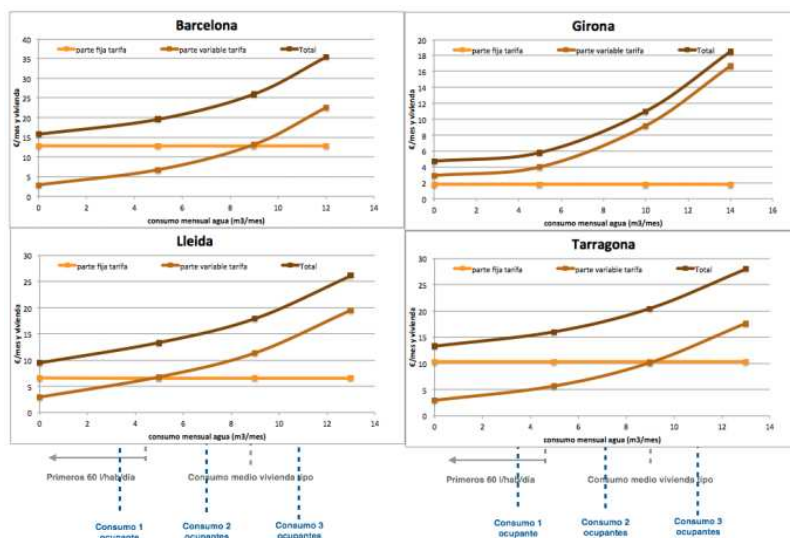 Barcelona
parte fija tarifa parte variable tarifa Total
40
35
30
25
20
15
10
5
0
€/mes y vivienda
0 2 4 6 8 10 12 14
consumo mensual agua (m3/mes)
Girona
parte fija tarifa parte variable tarifa Total
20
18
16
14
12
10
8
6
4
2
0
€/mes y vivienda
0 2 4 6 8 10 12 14 16
consumo mensual agua (m3/mes)
Lleida
parte fija tarifa parte variable tarifa Total
30
25
20
15
10
5
0
€/mes y vivienda
0 2 4 6 8 10 12 14
consumo mensual agua (m3/mes)
Tarragona
parte fija tarifa parte variable tarifa Total
30
25
20
15
10
5
0
€/mes y vivienda
0 2 4 6 8 10 12 14
consumo mensual agua (m3/mes)
Primeros 60 l/hab/dia Consumo medio vivienda tipo
Consumo 1 ocupante
Consumo 2 ocupantes
Consumo 3 ocupantes
Primeros 60 l/hab/dia Consumo medio vivienda tipo
Consumo 1 ocupante
Consumo 2 ocupantes
Consumo 3 ocupantes